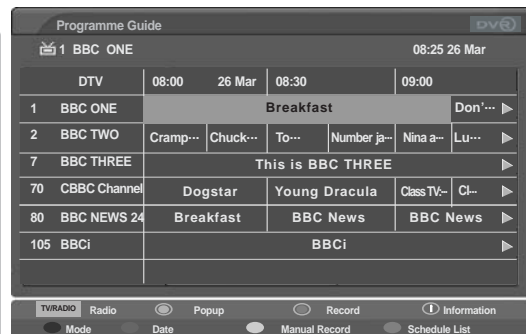 Programme Guide DVR
1 BBC ONE 08:25 26 Mar
DTV 08:00 26 Mar 08:30 09:00
1 BBC ONE Breakfast Don'···
2 BBC TWO Cramp··· Chuck··· To··· Number ja··· Nina a··· Lu···
7 BBC THREE This is BBC THREE
70 CBBC Channel Dogstar Young Dracula Class TV:··· Cl···
80 BBC NEWS 24 Breakfast BBC News BBC News
105 BBCi BBCi
TV/RADIO Radio Popup Record Information
Mode Date Manual Record Schedule List